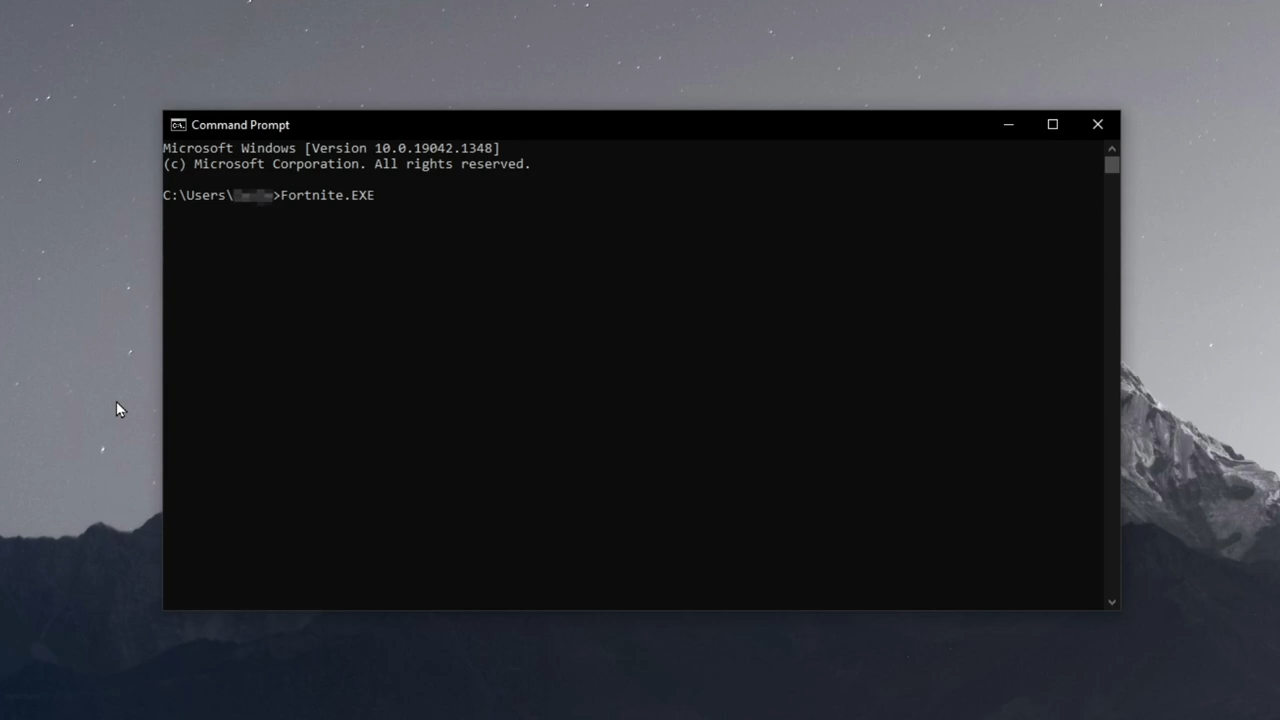 Command Prompt
Microsoft Windows [Version 10.0.19042.1348]
(c) Microsoft Corporation. All rights reserved.
C:\Users\>Fortnite.EXE